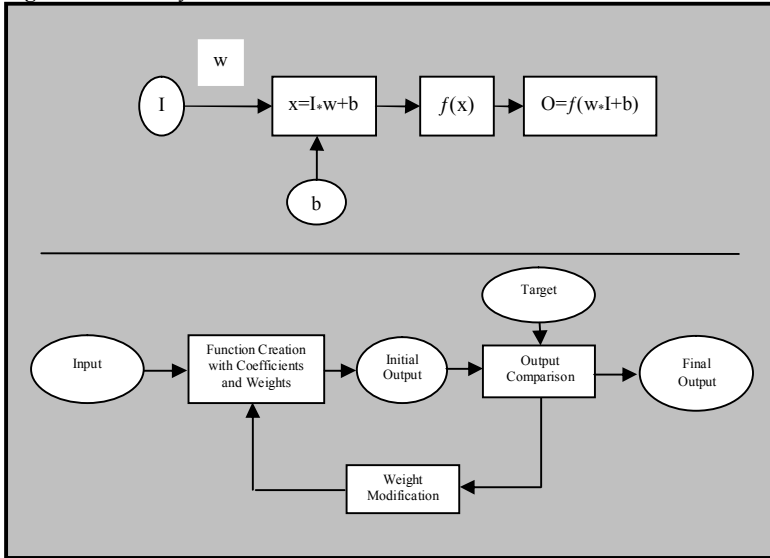 w
I
x=I*w+b
f(x)
O=f(w*I+b)
b
Target
Input
Function Creation
with Coefficients
and Weights
Initial
Output
Output
Comparison
Final
Output
Weight
Modification